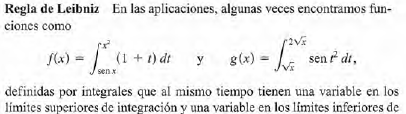 Regla de Leibniz En las aplicaciones, algunas veces encontramos fun-
ciones como
f(x) = ∫_{sen x}^{x²} (1 + t) dt y g(x) = ∫_{√x}^{2√x} sen t² dt,
definidas por integrales que al mismo tiempo tienen una variable en los
límites superiores de integración y una variable en los límites inferiores de